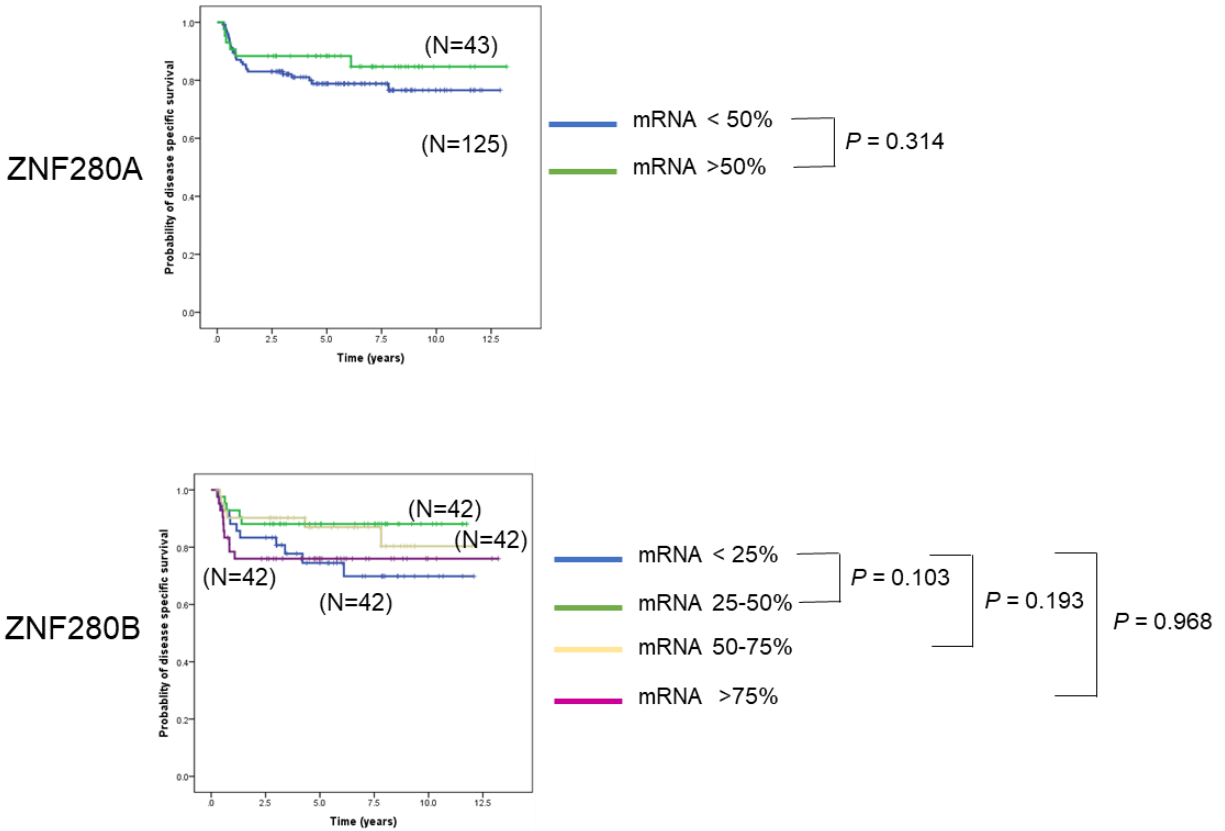 ZNF280A
Probability of disease specific survival
1.0
0.8
0.6
0.4
0.2
0.0
.0 2.5 5.0 7.5 10.0 12.5
Time (years)
(N=43)
(N=125)
mRNA < 50%
mRNA >50%
P = 0.314
ZNF280B
Probablity of disease specific survival
1.0
0.8
0.6
0.4
0.2
0.0
.0 2.5 5.0 7.5 10.0 12.5
Time (years)
(N=42)
(N=42)
(N=42)
(N=42)
mRNA < 25%
mRNA 25-50%
mRNA 50-75%
mRNA >75%
P = 0.103
P = 0.193
P = 0.968